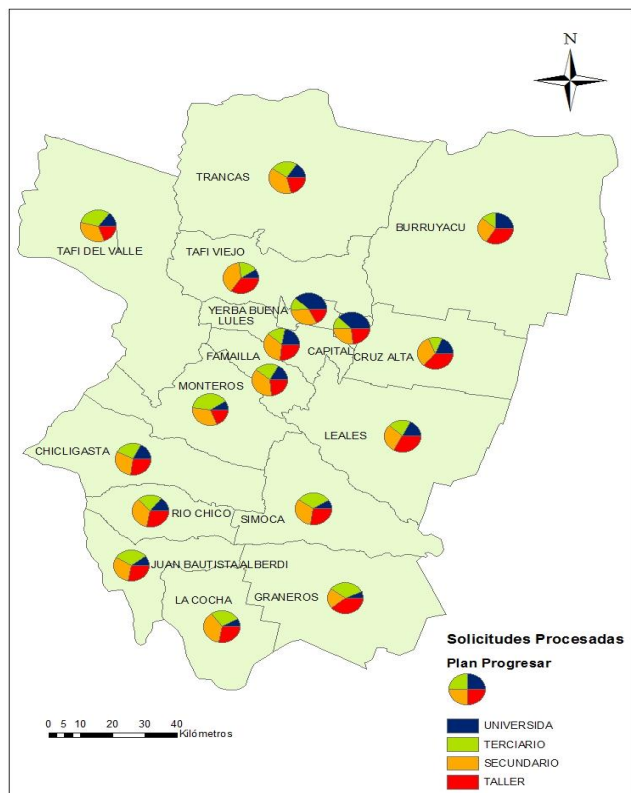 N
TRANCAS
BURRUYACU
TAFI DEL VALLE
TAFI VIEJO
YERBA BUENA
LULES
FAMAILLA
CAPITAL
CRUZ ALTA
MONTEROS
LEALES
CHICLIGASTA
RIO CHICO
SIMOCA
JUAN BAUTISTA ALBERDI
LA COCHA
GRANEROS
Solicitudes Procesadas
Plan Progresar
UNIVERSIDA
TERCIARIO
SECUNDARIO
TALLER
0 5 10 20 30 40
Kilómetros